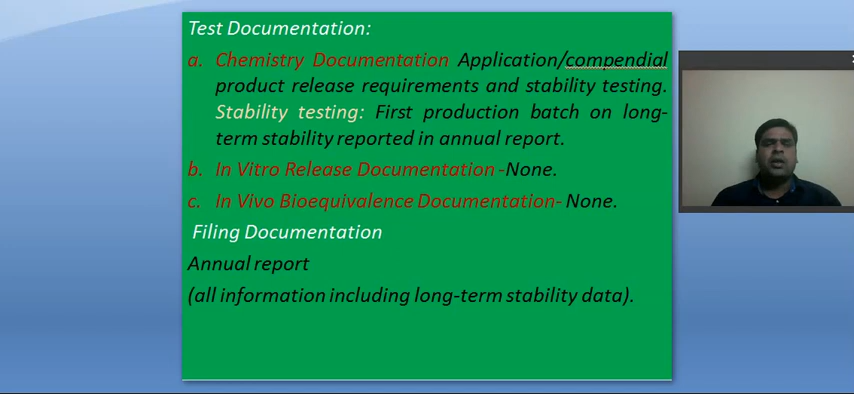 Test Documentation:
a. Chemistry Documentation Application/compendial
product release requirements and stability testing.
Stability testing: First production batch on long-
term stability reported in annual report.
b. In Vitro Release Documentation -None.
c. In Vivo Bioequivalence Documentation- None.
Filing Documentation
Annual report
(all information including long-term stability data).